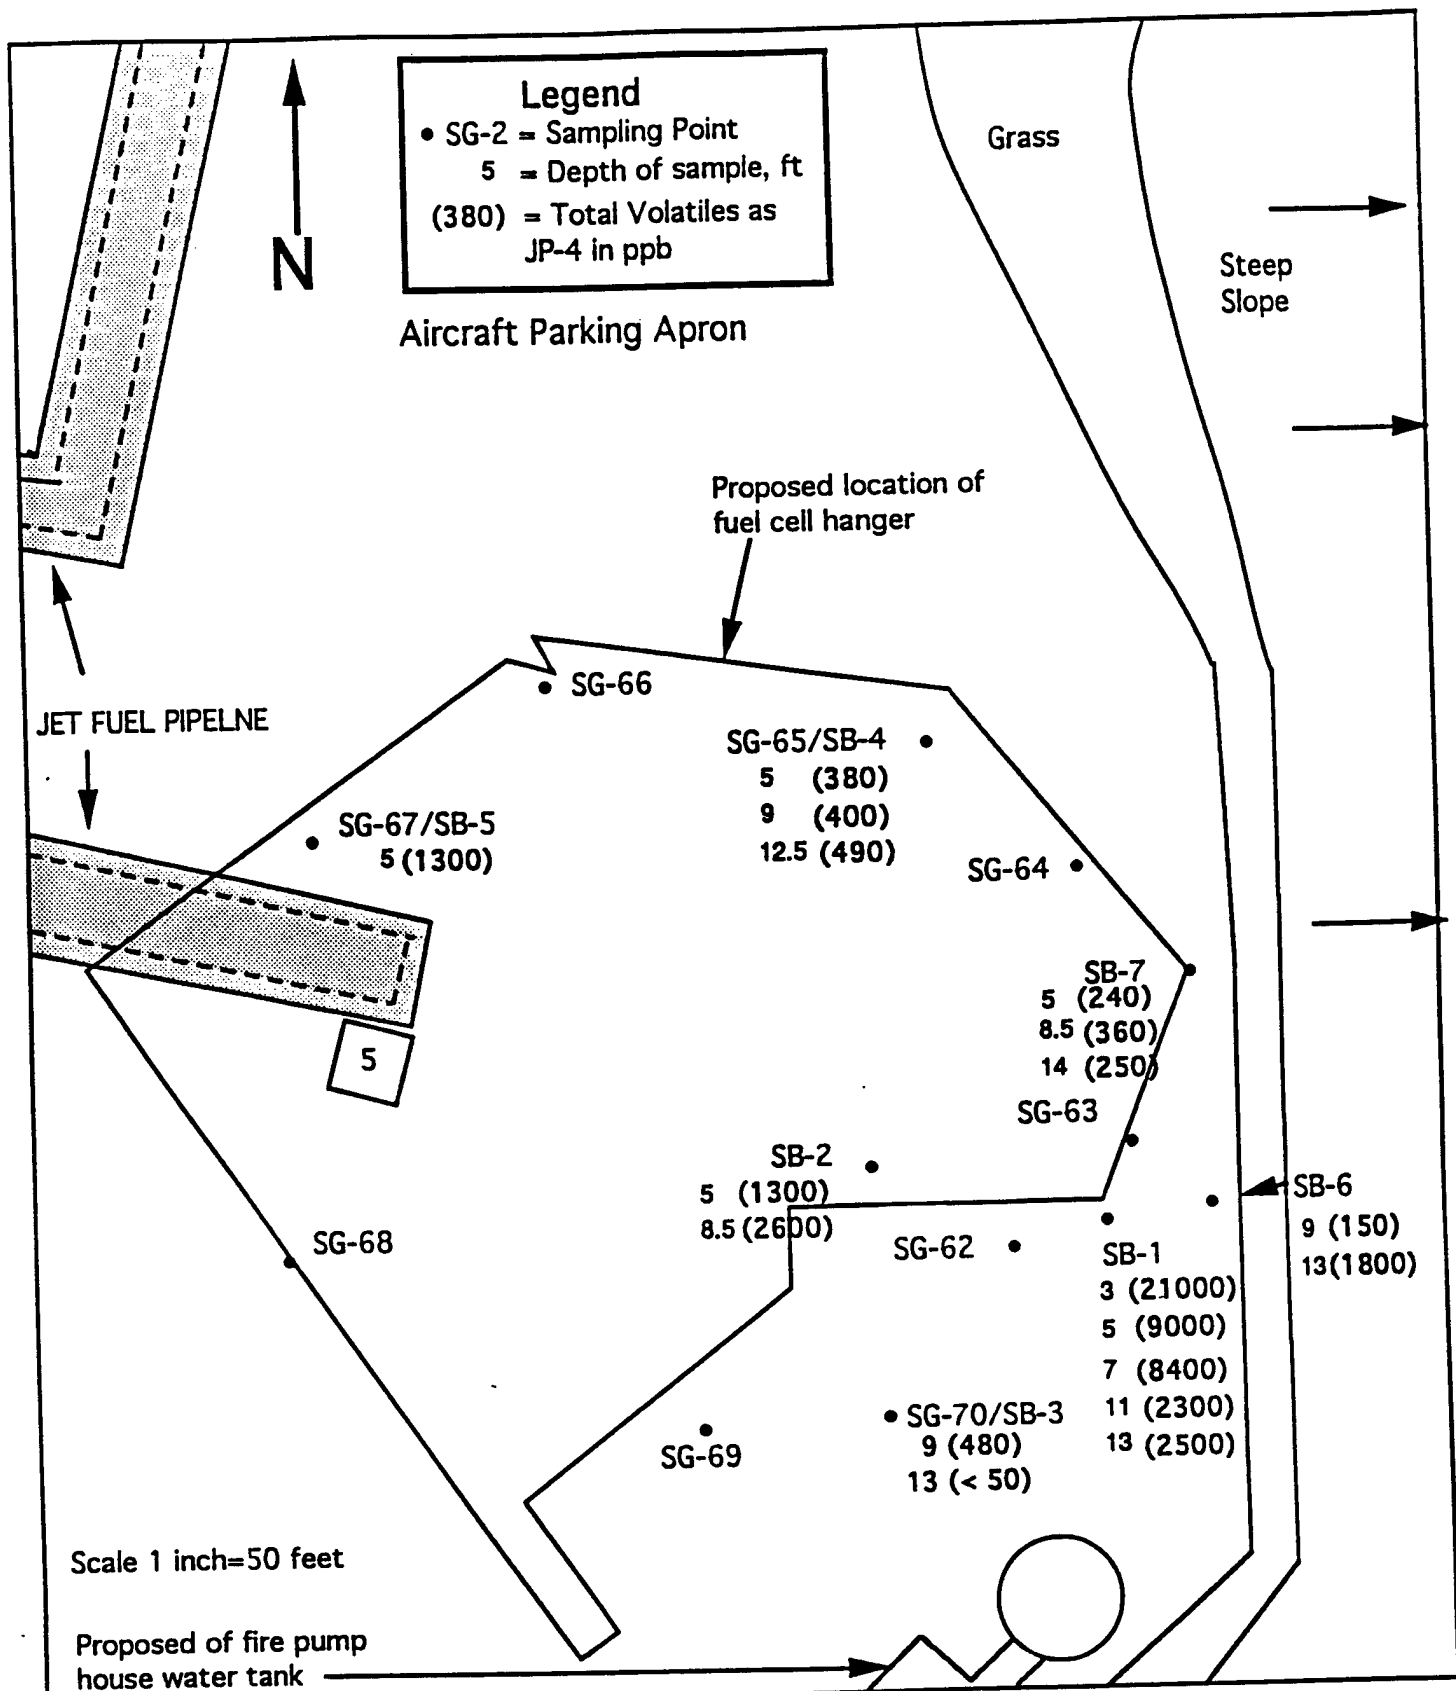 Legend
• SG-2 = Sampling Point
5 = Depth of sample, ft
(380) = Total Volatiles as
JP-4 in ppb
N
Grass
Steep
Slope
Aircraft Parking Apron
Proposed location of
fuel cell hanger
JET FUEL PIPELNE
SG-66
SG-65/SB-4
5 (380)
9 (400)
12.5 (490)
SG-67/SB-5
5 (1300)
SG-64
SB-7
5 (240)
8.5 (360)
14 (250)
5
SG-63
SB-2
5 (1300)
8.5 (2600)
SB-6
9 (150)
13 (1800)
SG-68
SG-62
SB-1
3 (21000)
5 (9000)
7 (8400)
11 (2300)
13 (2500)
SG-70/SB-3
9 (480)
13 (< 50)
SG-69
Scale 1 inch=50 feet
Proposed of fire pump
house water tank